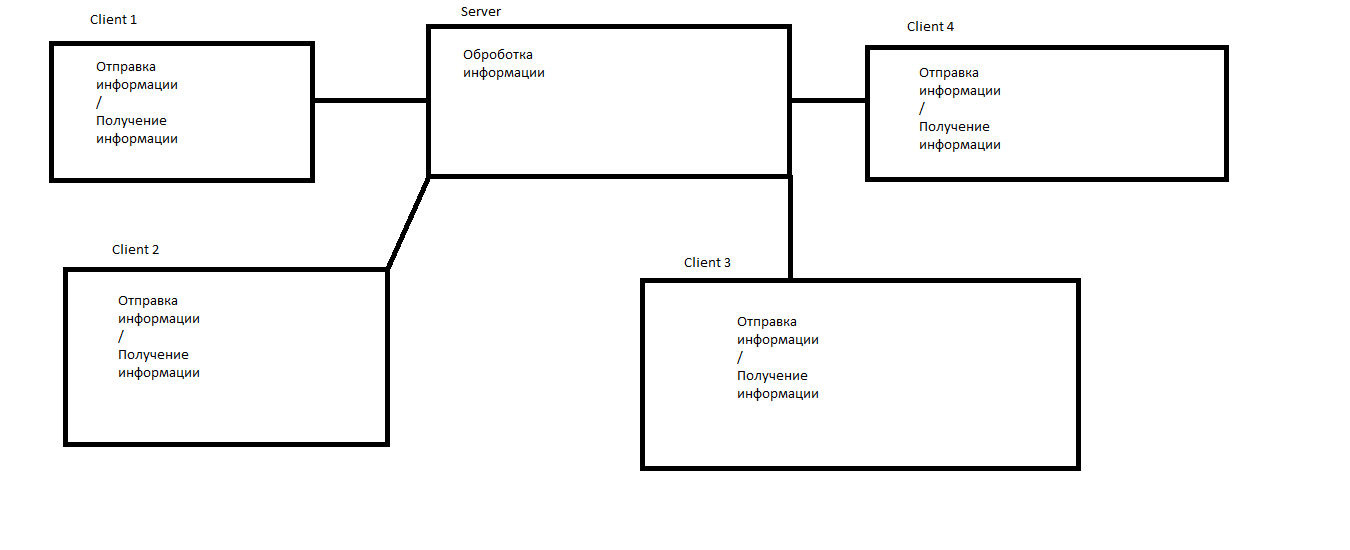 Client 1
Отправка
информации
/
Получение
информации
Server
Оброботка
информации
Client 4
Отправка
информации
/
Получение
информации
Client 2
Отправка
информации
/
Получение
информации
Client 3
Отправка
информации
/
Получение
информации